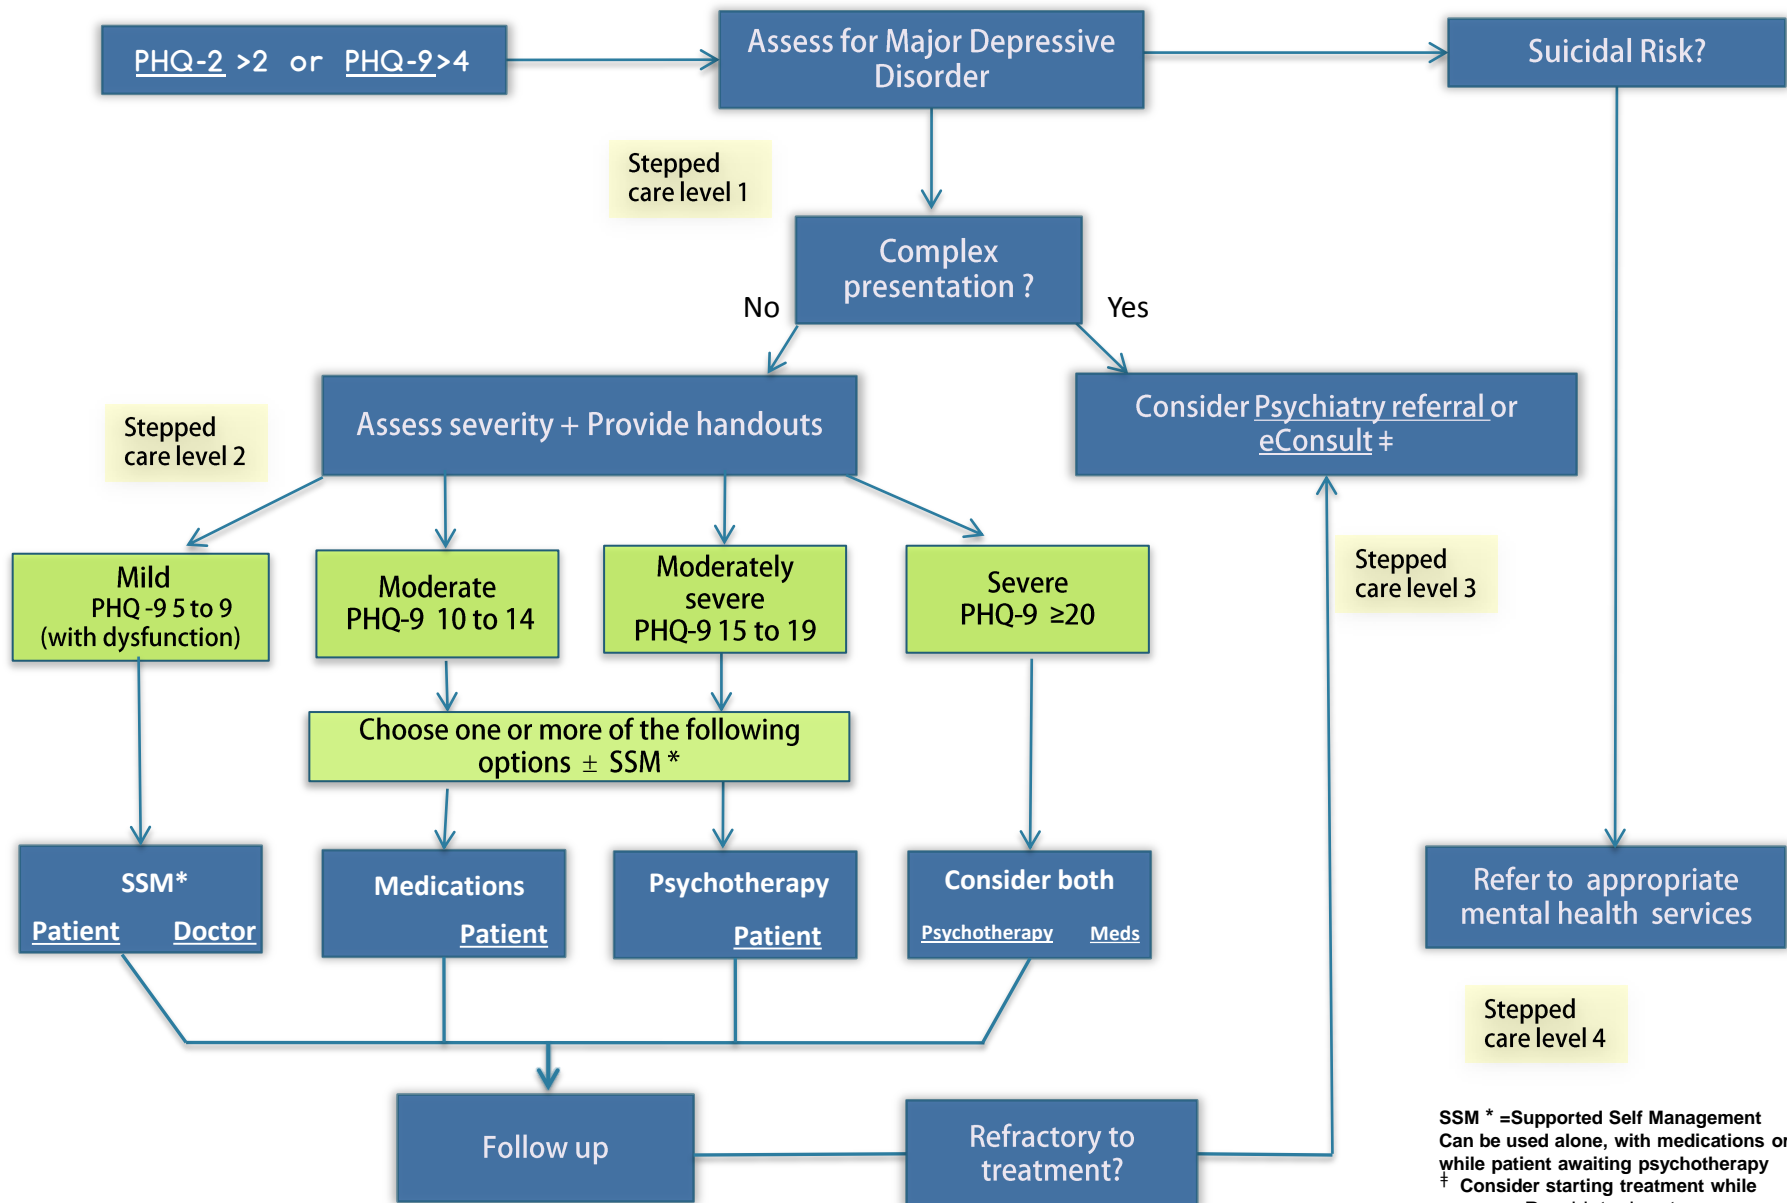 PHQ-2 >2 or PHQ-9>4
Assess for Major Depressive
Disorder
Suicidal Risk?
Stepped
care level 1
Complex
presentation ?
No
Yes
Stepped
care level 2
Assess severity + Provide handouts
Consider Psychiatry referral or
eConsult ‡
Mild
PHQ -9 5 to 9
(with dysfunction)
Moderate
PHQ-9 10 to 14
Moderately
severe
PHQ-9 15 to 19
Severe
PHQ-9 ≥20
Stepped
care level 3
Choose one or more of the following
options ± SSM *
SSM*
Patient Doctor
Medications
Patient
Psychotherapy
Patient
Consider both
Psychotherapy Meds
Refer to appropriate
mental health services
Stepped
care level 4
Follow up
Refractory to
treatment?
SSM * =Supported Self Management
Can be used alone, with medications or
while patient awaiting psychotherapy
‡ Consider starting treatment while